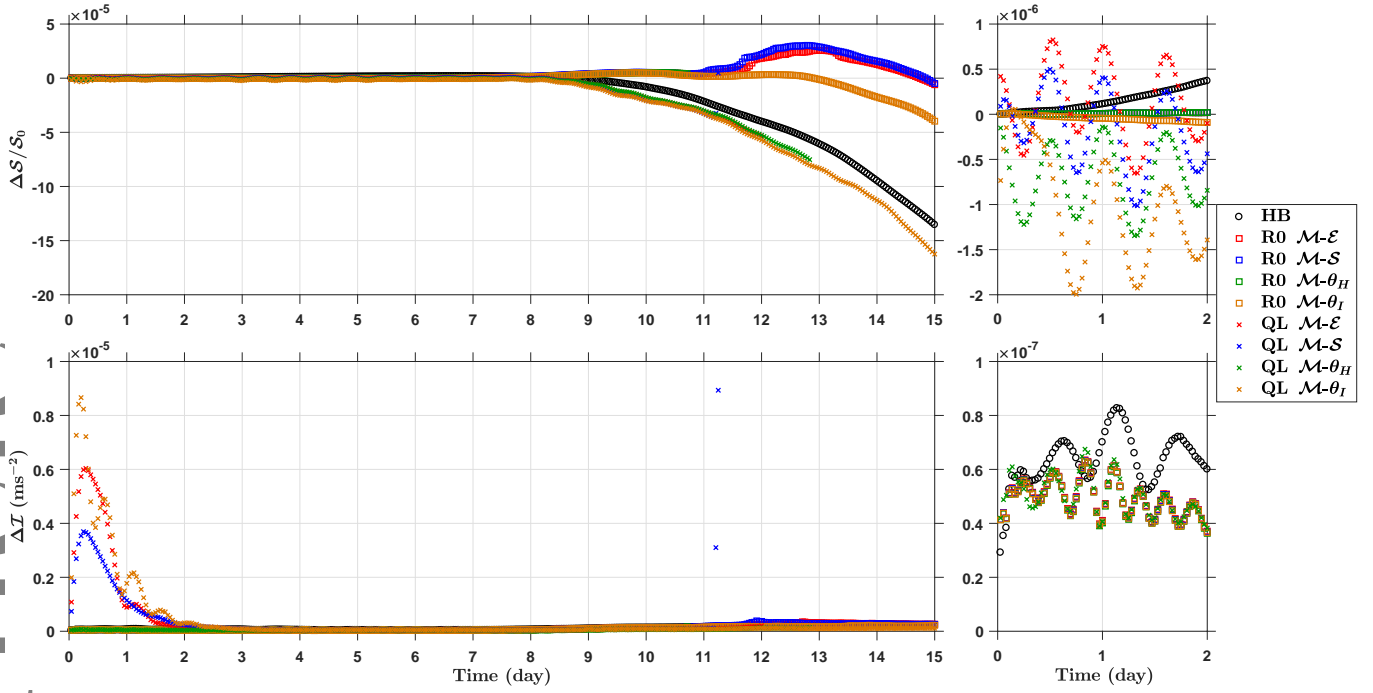 ×10⁻⁵
5
0
-5
-10
-15
-20
ΔS/S₀
0 1 2 3 4 5 6 7 8 9 10 11 12 13 14 15
×10⁻⁶
1
0.5
0
-0.5
-1
-1.5
-2
0 1 2
HB
R0 M-E
R0 M-S
R0 M-θ_H
R0 M-θ_I
QL M-E
QL M-S
QL M-θ_H
QL M-θ_I
×10⁻⁵
1
0.8
0.6
0.4
0.2
0
ΔI (ms⁻²)
0 1 2 3 4 5 6 7 8 9 10 11 12 13 14 15
Time (day)
×10⁻⁷
1
0.8
0.6
0.4
0.2
0
0 1 2
Time (day)